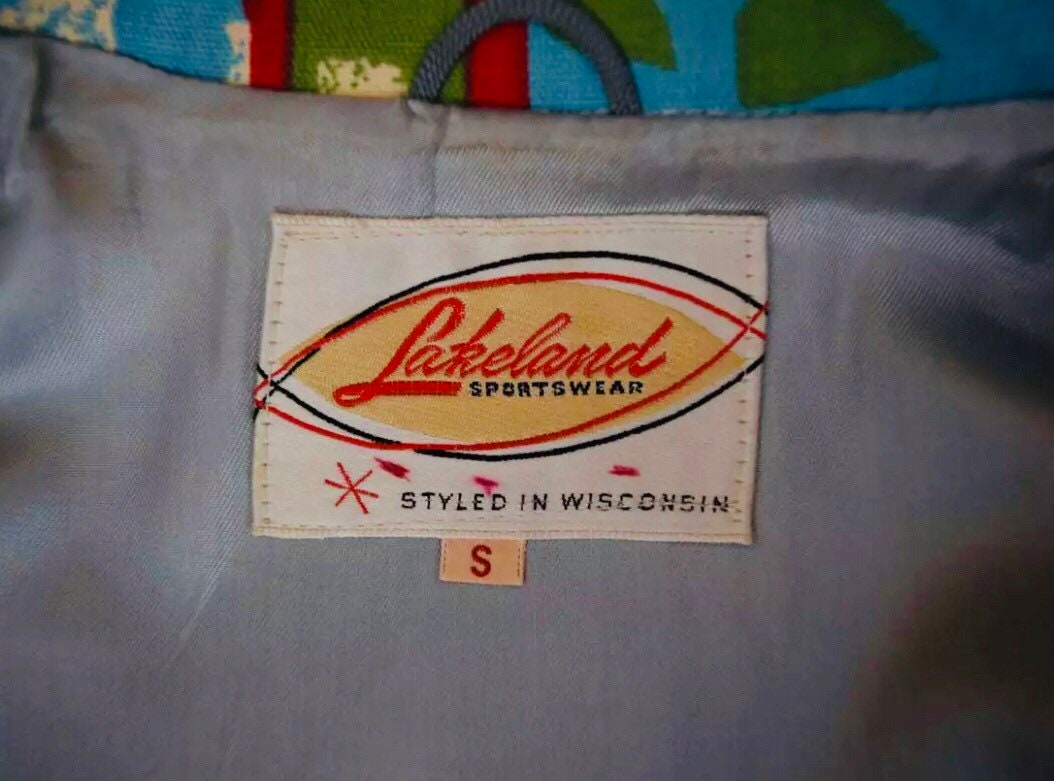 Lakeland
SPORTSWEAR
STYLED IN WISCONSIN
S